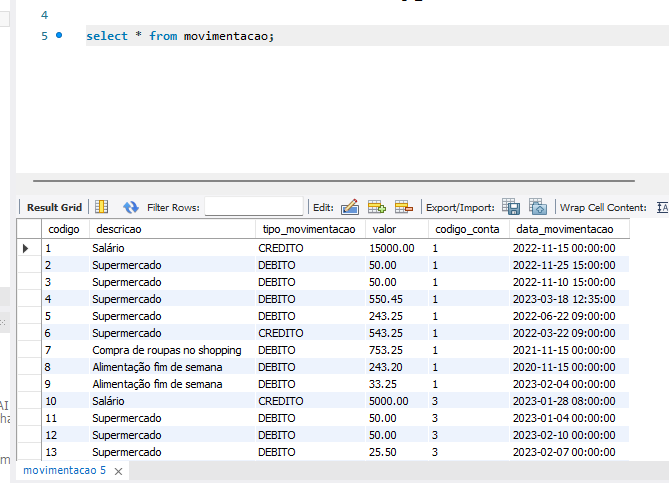 4
5 select * from movimentacao;
Result Grid Filter Rows: Edit: Export/Import: Wrap Cell Content:
codigo descricao tipo_movimentacao valor codigo_conta data_movimentacao
1 Salário CREDITO 15000.00 1 2022-11-15 00:00:00
2 Supermercado DEBITO 50.00 1 2022-11-25 15:00:00
3 Supermercado DEBITO 50.00 1 2022-11-10 15:00:00
4 Supermercado DEBITO 550.45 1 2023-03-18 12:35:00
5 Supermercado DEBITO 243.25 1 2022-06-22 09:00:00
6 Supermercado CREDITO 543.25 1 2022-03-22 09:00:00
7 Compra de roupas no shopping DEBITO 753.25 1 2021-11-15 00:00:00
8 Alimentação fim de semana DEBITO 243.20 1 2020-11-15 00:00:00
9 Alimentação fim de semana DEBITO 33.25 1 2023-02-04 00:00:00
10 Salário CREDITO 5000.00 3 2023-01-28 08:00:00
11 Supermercado DEBITO 50.00 3 2023-01-04 00:00:00
12 Supermercado DEBITO 50.00 3 2023-02-10 00:00:00
13 Supermercado DEBITO 25.50 3 2023-02-07 00:00:00
movimentacao 5